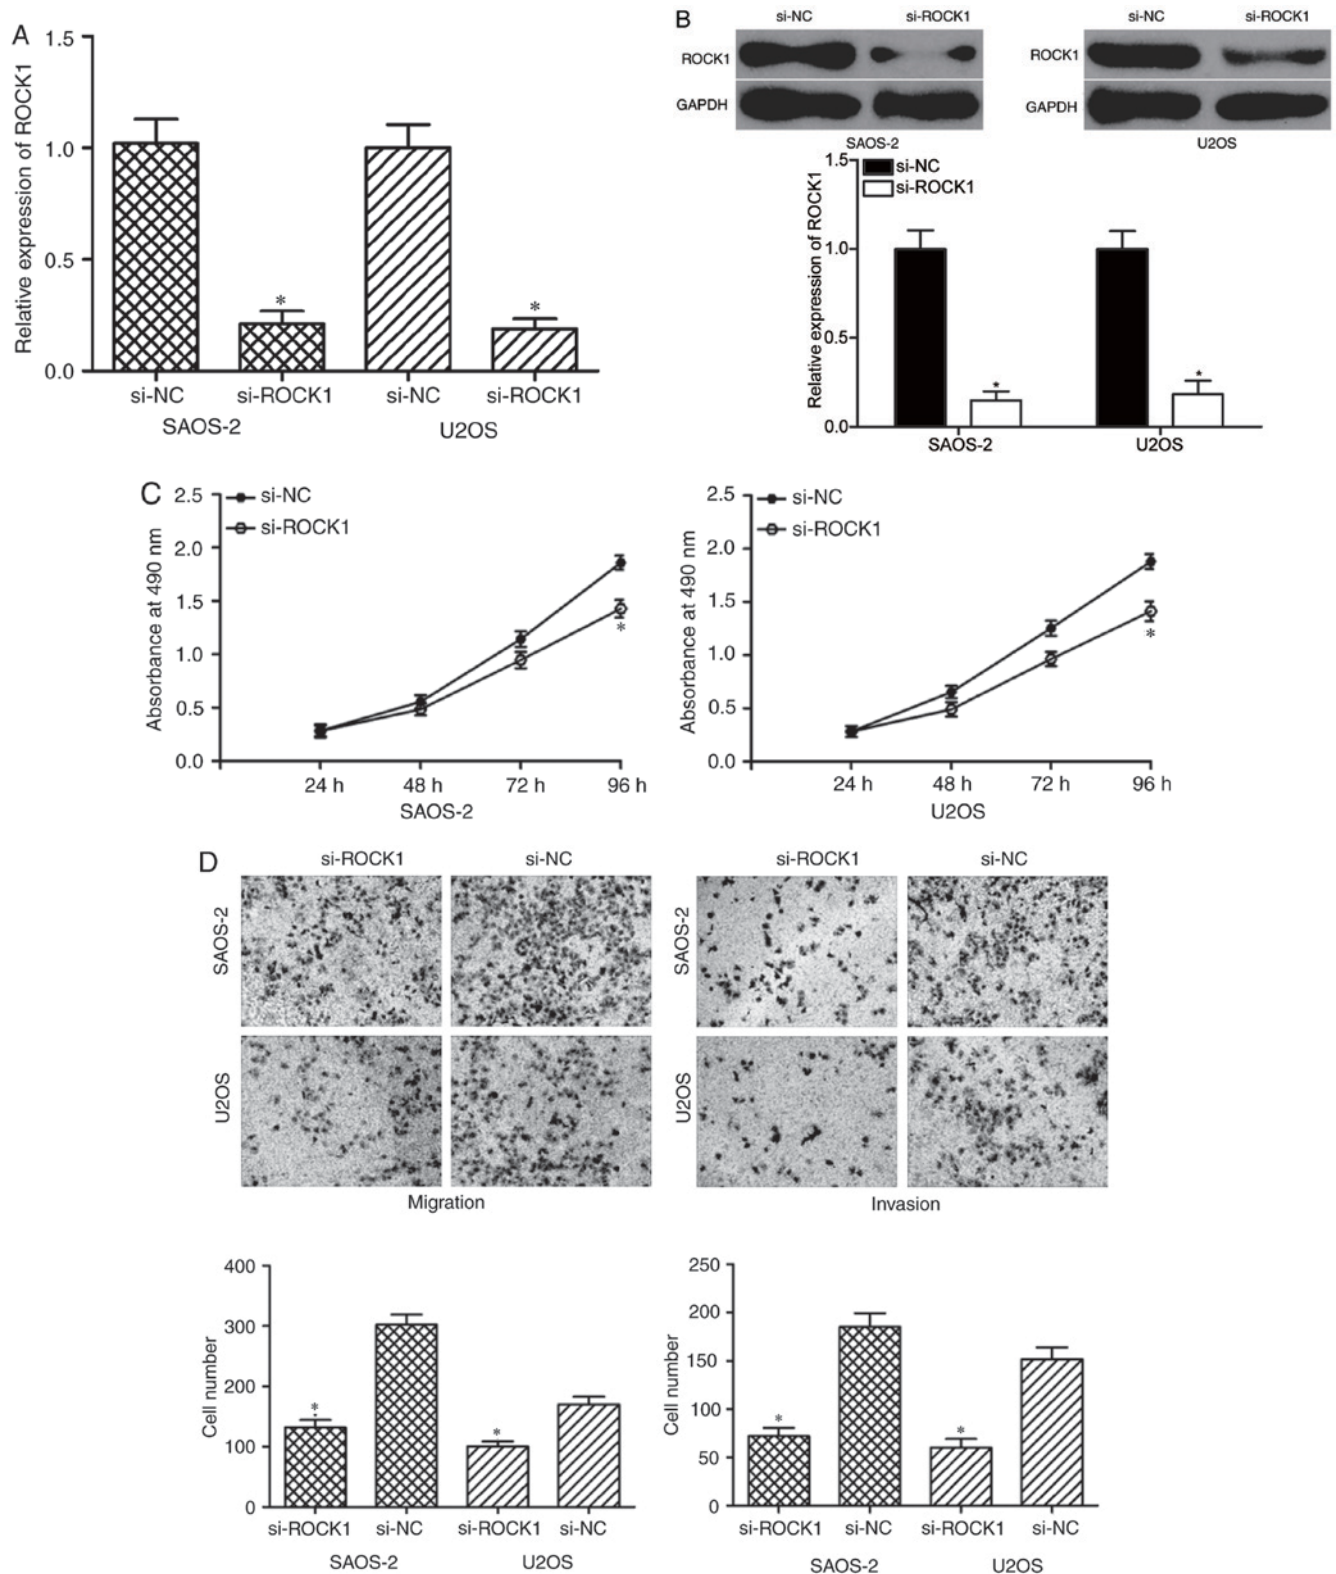 A
1.5
1.0
0.5
0.0
Relative expression of ROCK1
*
*
si-NC si-ROCK1 si-NC si-ROCK1
SAOS-2 U2OS
B
si-NC si-ROCK1 si-NC si-ROCK1
ROCK1 ROCK1
GAPDH GAPDH
SAOS-2 U2OS
1.5
1.0
0.5
0.0
Relative expression of ROCK1
si-NC
si-ROCK1
*
*
SAOS-2 U2OS
C
2.5
2.0
1.5
1.0
0.5
0.0
Absorbance at 490 nm
si-NC
si-ROCK1
*
24 h 48 h 72 h 96 h
SAOS-2
2.5
2.0
1.5
1.0
0.5
0.0
Absorbance at 490 nm
si-NC
si-ROCK1
*
24 h 48 h 72 h 96 h
U2OS
D
si-ROCK1 si-NC si-ROCK1 si-NC
SAOS-2 SAOS-2
U2OS U2OS
Migration Invasion
400
300
200
100
0
Cell number
*
*
si-ROCK1 si-NC si-ROCK1 si-NC
SAOS-2 U2OS
250
200
150
100
50
0
Cell number
*
*
si-ROCK1 si-NC si-ROCK1 si-NC
SAOS-2 U2OS